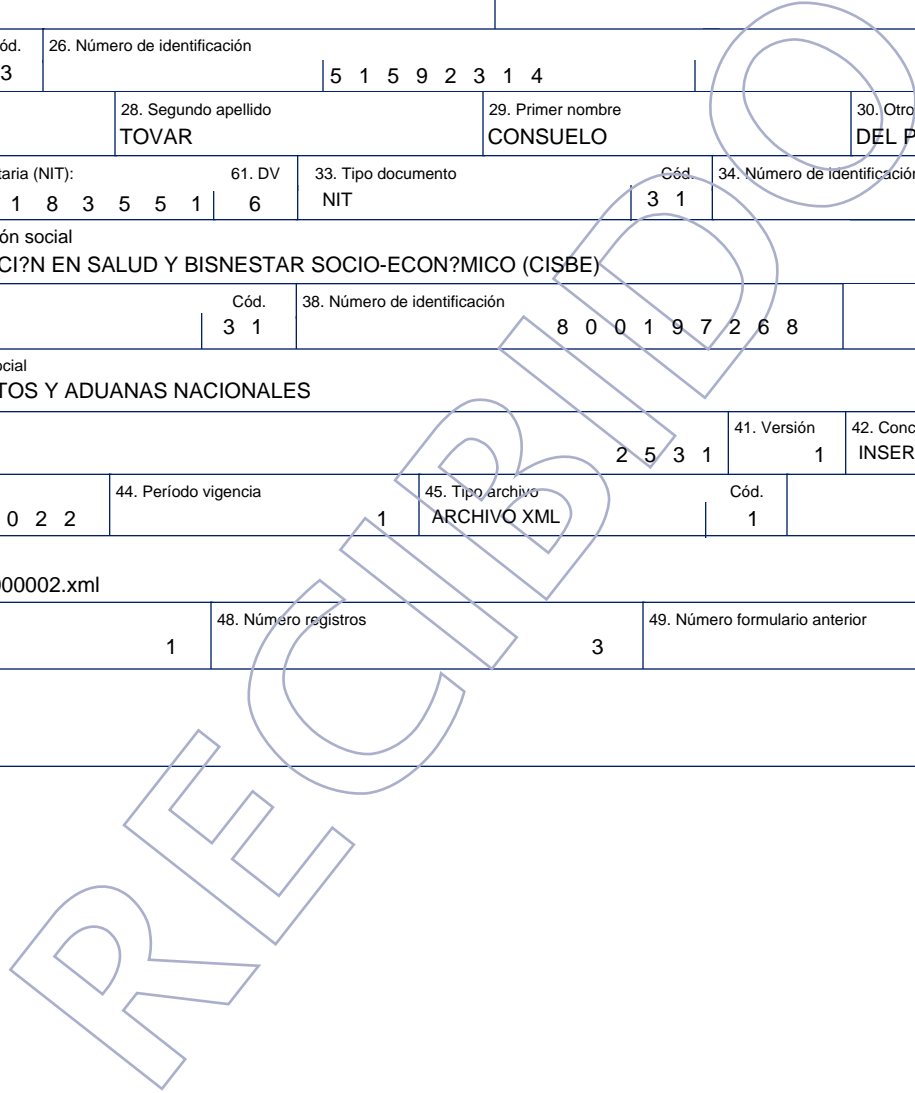 ód. 26. Número de identificación
3 5 1 5 9 2 3 1 4
28. Segundo apellido 29. Primer nombre 30. Otro
TOVAR CONSUELO DEL P
taria (NIT): 61. DV 33. Tipo documento Cód. 34. Número de identificación
1 8 3 5 5 1 6 NIT 3 1
ón social
CI?N EN SALUD Y BISNESTAR SOCIO-ECON?MICO (CISBE)
Cód. 38. Número de identificación
3 1 8 0 0 1 9 7 2 6 8
ocial
TOS Y ADUANAS NACIONALES
41. Versión 42. Conc
2 5 3 1 1 INSER
44. Período vigencia 45. Tipo archivo Cód.
0 2 2 1 ARCHIVO XML 1
000002.xml
48. Número registros 49. Número formulario anterior
1 3
RECIBIDO